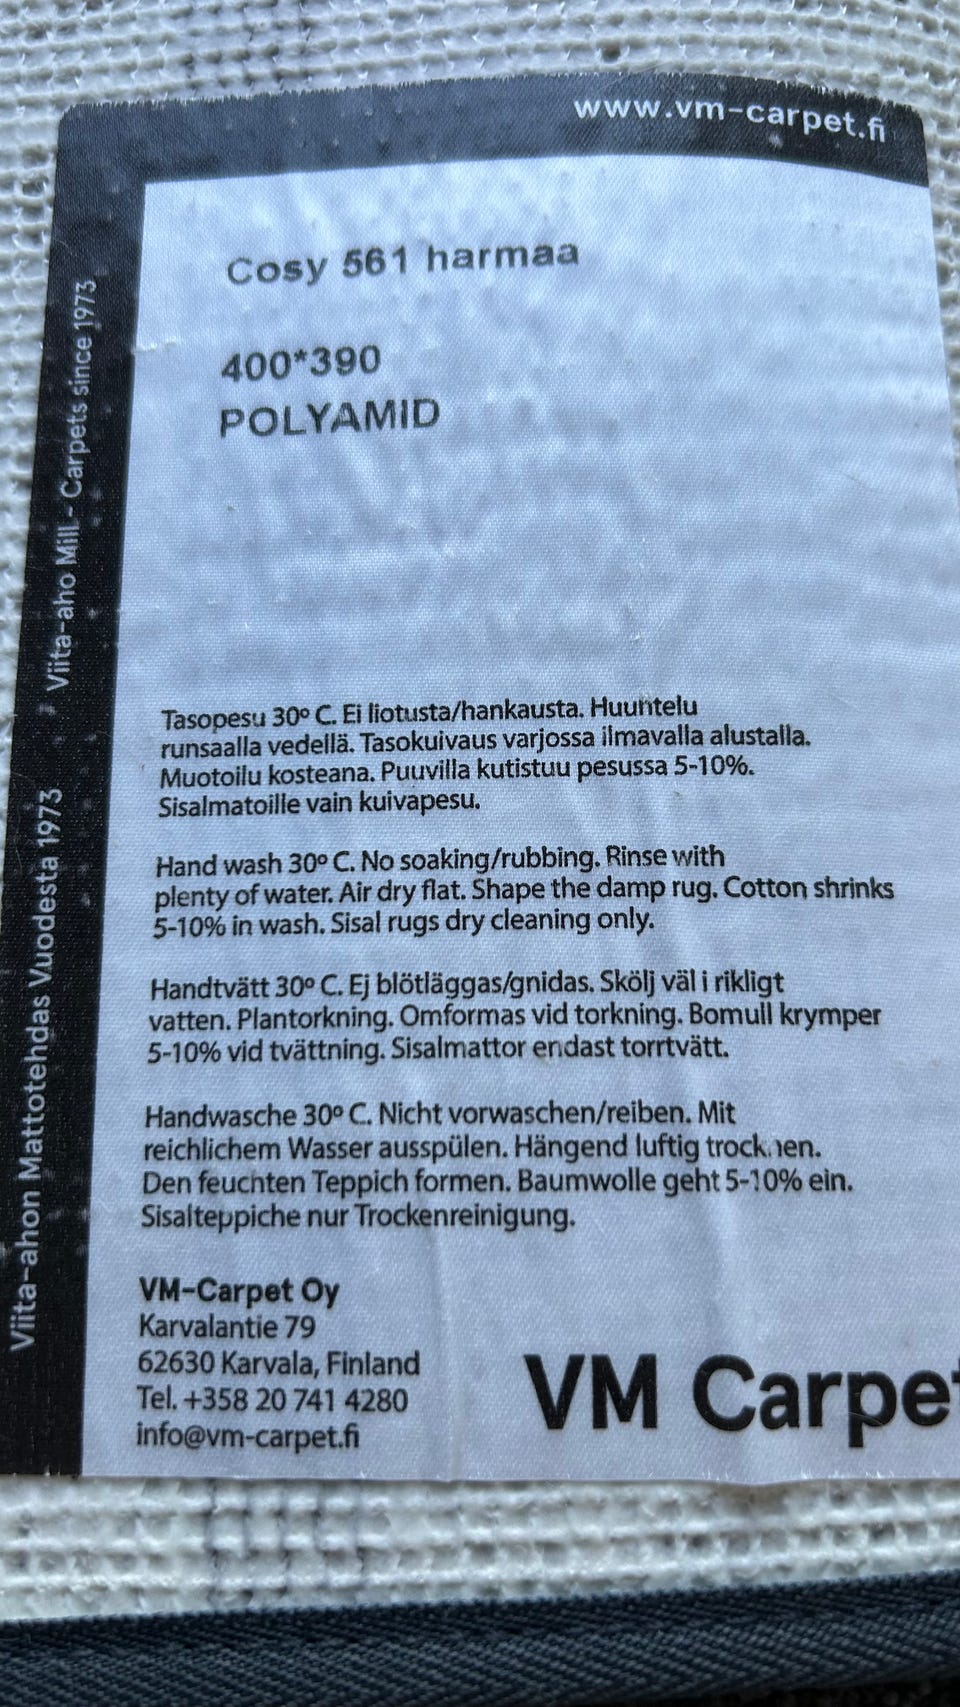 www.vm-carpet.fi
Cosy 561 harmaa
400*390
POLYAMID
Viita-ahon Mattotehdas Vuodesta 1973 , Viita-aho Mill - Carpets since 1973
Tasopesu 30º C. Ei liotusta/hankausta. Huuhtelu
runsaalla vedellä. Tasokuivaus varjossa ilmavalla alustalla.
Muotoilu kosteana. Puuvilla kutistuu pesussa 5-10%.
Sisalmatoille vain kuivapesu.
Hand wash 30º C. No soaking/rubbing. Rinse with
plenty of water. Air dry flat. Shape the damp rug. Cotton shrinks
5-10% in wash. Sisal rugs dry cleaning only.
Handtvätt 30º C. Ej blötläggas/gnidas. Skölj väl i rikligt
vatten. Plantorkning. Omformas vid torkning. Bomull krymper
5-10% vid tvättning. Sisalmattor endast torrtvätt.
Handwasche 30º C. Nicht vorwaschen/reiben. Mit
reichlichem Wasser ausspülen. Hängend luftig trocknen.
Den feuchten Teppich formen. Baumwolle geht 5-10% ein.
Sisalteppiche nur Trockenreinigung.
VM-Carpet Oy
Karvalantie 79
62630 Karvala, Finland
Tel. +358 20 741 4280
info@vm-carpet.fi
VM Carpet